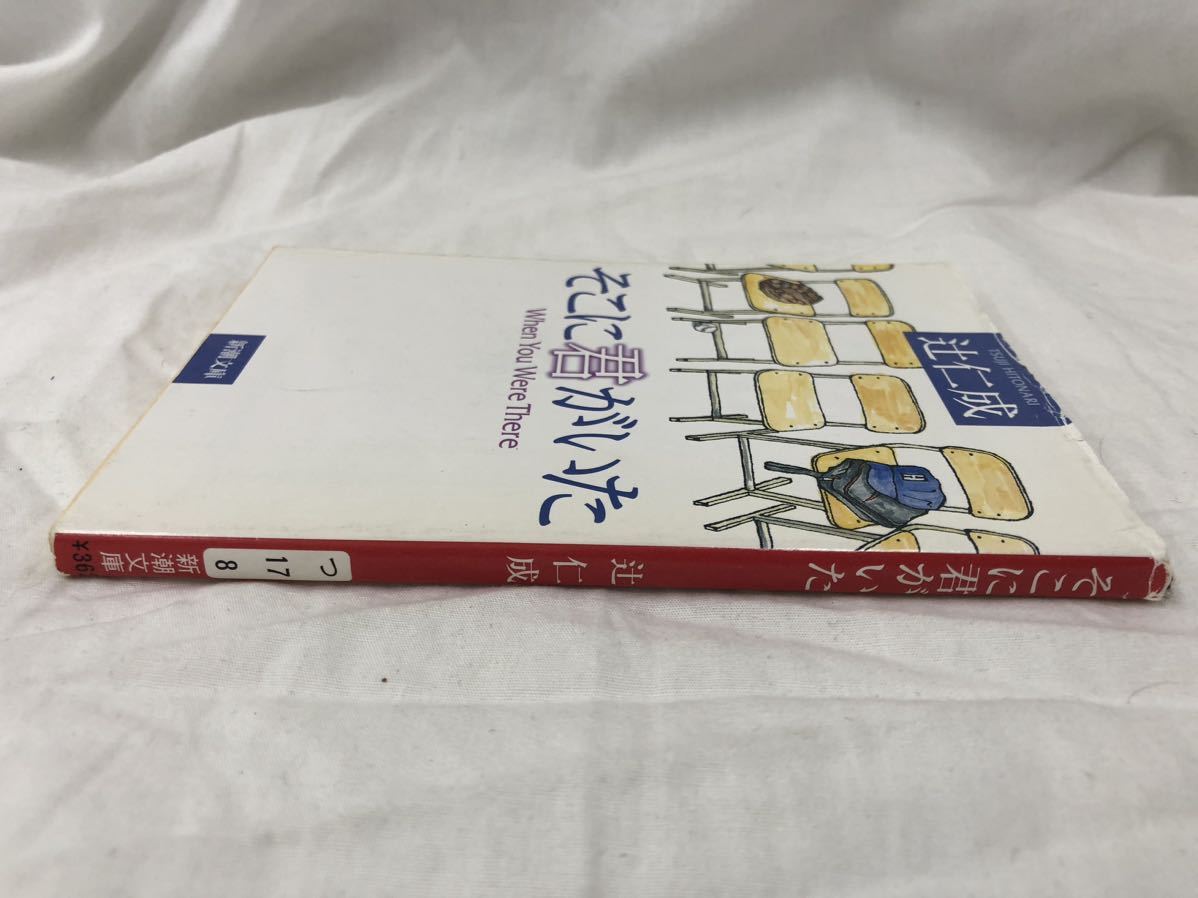 辻仁成
TSUJI HITONARI
そこに君がいた
When You Were There
新潮文庫
そこに君がいた
辻 仁成
つ
17
8
新潮文庫
¥36